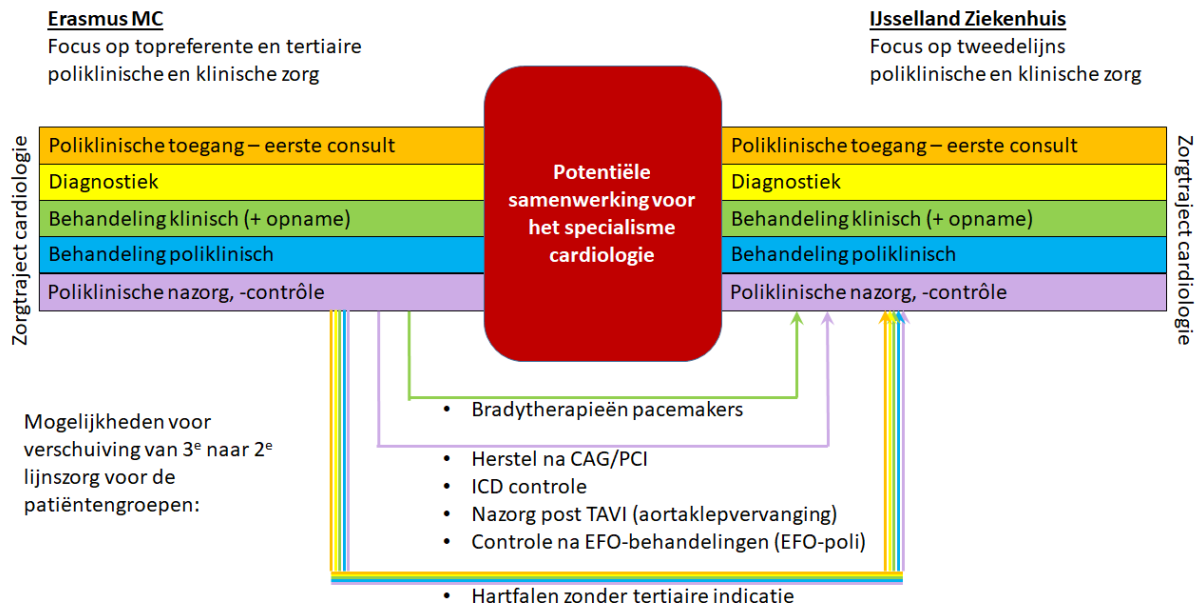 Erasmus MC
Focus op topreferente en tertiaire
poliklinische en klinische zorg
IJsselland Ziekenhuis
Focus op tweedelijns
poliklinische en klinische zorg
Zorgtraject cardiologie
Poliklinische toegang – eerste consult
Diagnostiek
Behandeling klinisch (+ opname)
Behandeling poliklinisch
Poliklinische nazorg, -contrôle
Potentiële
samenwerking voor
het specialisme
cardiologie
Poliklinische toegang – eerste consult
Diagnostiek
Behandeling klinisch (+ opname)
Behandeling poliklinisch
Poliklinische nazorg, -contrôle
Zorgtraject cardiologie
Mogelijkheden voor
verschuiving van 3e naar 2e
lijnszorg voor de
patiëntengroepen:
• Bradytherapieën pacemakers
• Herstel na CAG/PCI
• ICD controle
• Nazorg post TAVI (aortaklepvervanging)
• Controle na EFO-behandelingen (EFO-poli)
• Hartfalen zonder tertiaire indicatie